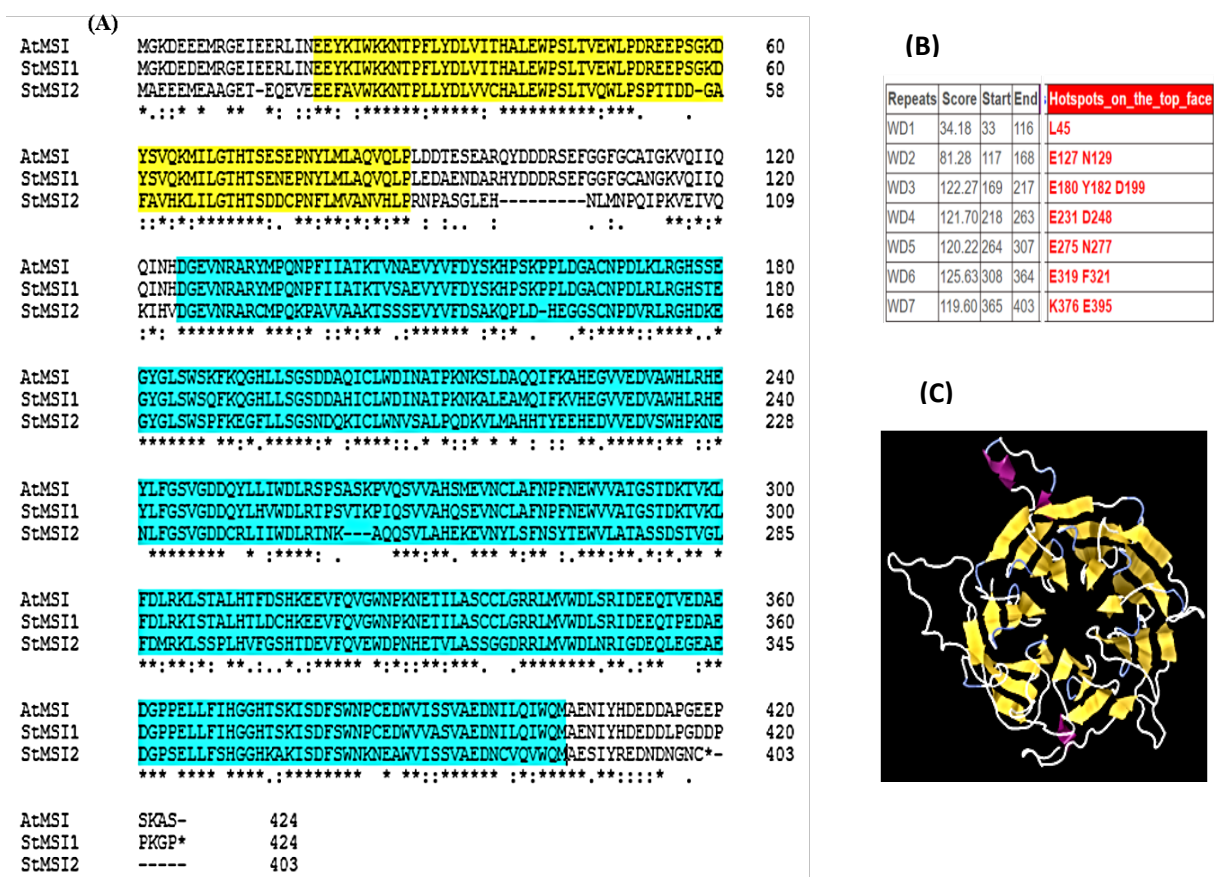 (A)
AtMSI MGKDEEEMRGEIEERLINEEYKIWKKNTPFLYDLVITHALEWPSLTVEWLPDREEPSGKD 60
StMSI1 MGKDEDEMRGEIEERLINEEYKIWKKNTPFLYDLVITHALEWPSLTVEWLPDREEPSGKD 60
StMSI2 MAEEEMEAAGET-EQEVEEEFAVWKKNTPLLYDLVVCHALEWPSLTVQWLPSPTTDD-GA 58
AtMSI YSVQKMILGTHTSESEPNYLMLAQVQLPLDDTESEARQYDDDRSEFGGFGCATGKVQIIQ 120
StMSI1 YSVQKMILGTHTSENEPNYLMLAQVQLPLEDAENDARHYDDDRSEFGGFGCANGKVQIIQ 120
StMSI2 FAVHKLILGTHTSDDCPNFLMVANVHLPRNPASGLEH---------NLMNPQIPKVEIVQ 109
AtMSI QINHDGEVNRARYMPQNPFIIATKTVNAEVYVFDYSKHPSKPPLDGACNPDLKLRGHSSE 180
StMSI1 QINHDGEVNRARYMPQNPFIIATKTVSAEVYVFDYSKHPSKPPLDGACNPDLRLRGHSTE 180
StMSI2 KIHVDGEVNRARCMPQKPAVVAAKTSSSEVYVFDSAKQPLD-HEGGSCNPDVRLRGHDKE 168
AtMSI GYGLSWSKFKQGHLLSGSDDAQICLWDINATPKNKSLDAQQIFKAHEGVVEDVAWHLRHE 240
StMSI1 GYGLSWSQFKQGHLLSGSDDAHICLWDINATPKNKALEAMQIFKVHEGVVEDVAWHLRHE 240
StMSI2 GYGLSWSPFKEGFLLSGSNDQKICLWNVSALPQDKVLMAHHTYEEHEDVVEDVSWHPKNE 228
AtMSI YLFGSVGDDQYLLIWDLRSPSASKPVQSVVAHSMEVNCLAFNPFNEWVVATGSTDKTVKL 300
StMSI1 YLFGSVGDDQYLHVWDLRTPSVTKPIQSVVAHQSEVNCLAFNPFNEWVVATGSTDKTVKL 300
StMSI2 NLFGSVGDDCRLIIWDLRTNK---AQQSVLAHEKEVNYLSFNSYTEWVLATASSDSTVGL 285
AtMSI FDLRKLSTALHTFDSHKEEVFQVGWNPKNETILASCCLGRRLMVWDLSRIDEEQTVEDAE 360
StMSI1 FDLRKISTALHTLDCHKEEVFQVGWNPKNETILASCCLGRRLMVWDLSRIDEEQTPEDAE 360
StMSI2 FDMRKLSSPLHVFGSHTDEVFQVEWDPNHETVLASSGGDRRLMVWDLNRIGDEQLEGEAE 345
AtMSI DGPPELLFIHGGHTSKISDFSWNPCEDWVISSVAEDNILQIWQMAENIYHDEDDAPGEEP 420
StMSI1 DGPPELLFIHGGHTSKISDFSWNPCEDWVVASVAEDNILQIWQMAENIYHDEDDLPGDDP 420
StMSI2 DGPSELLFSHGGHKAKISDFSWNKNEAWVISSVAEDNCVQVWQMAESIYREDNDNGNC*- 403
AtMSI SKAS- 424
StMSI1 PKGP* 424
StMSI2 ----- 403
(B)
Repeats Score Start End Hotspots_on_the_top_face
WD1 34.18 33 116 L45
WD2 81.28 117 168 E127 N129
WD3 122.27 169 217 E180 Y182 D199
WD4 121.70 218 263 E231 D248
WD5 120.22 264 307 E275 N277
WD6 125.63 308 364 E319 F321
WD7 119.60 365 403 K376 E395
(C)